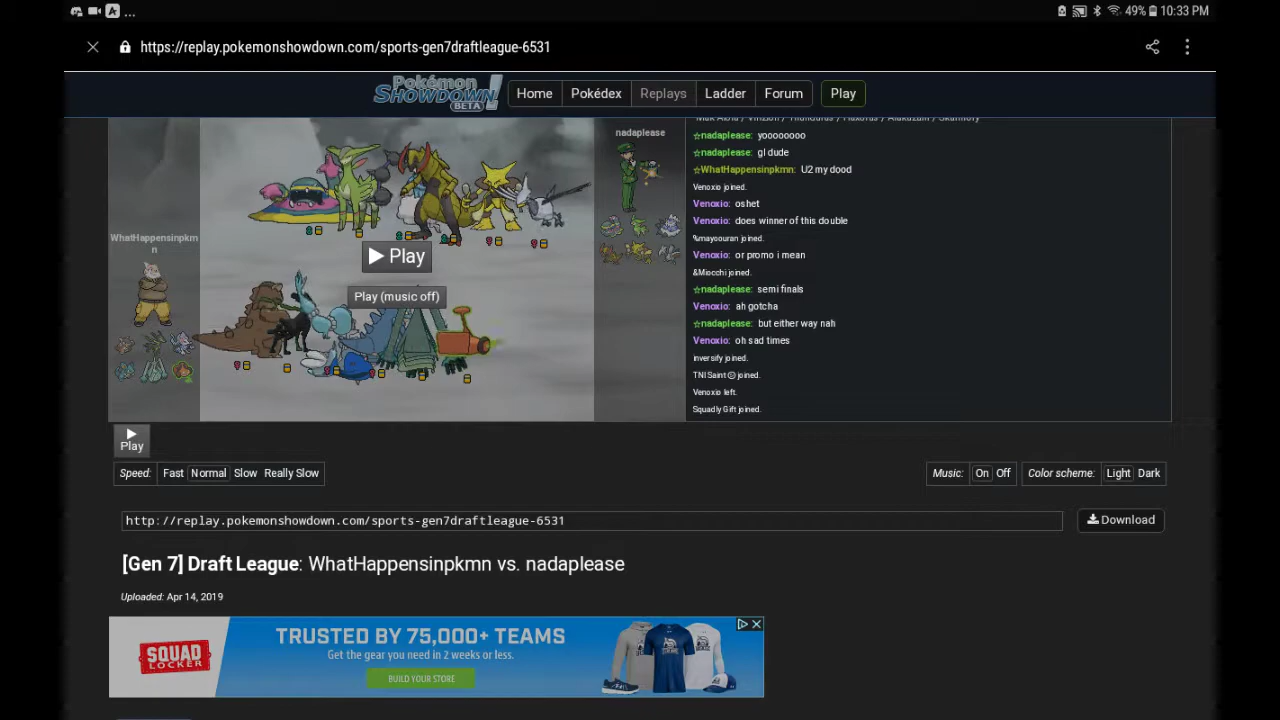 A ... 49% 10:33 PM
https://replay.pokemonshowdown.com/sports-gen7draftleague-6531
Pokémon SHOWDOWN! BETA Home Pokédex Replays Ladder Forum Play
nadaplease
WhatHappensinpkmn
Play
Play (music off)
☆nadaplease: yoooooooo
☆nadaplease: gl dude
☆WhatHappensinpkmn: U2 my dood
Venoxio joined.
Venoxio: oshet
Venoxio: does winner of this double
%maysouran joined.
Venoxio: or promo i mean
&Miocchi joined.
☆nadaplease: semi finals
Venoxio: ah gotcha
☆nadaplease: but either way nah
Venoxio: oh sad times
inversify joined.
TNI Saint ☹ joined.
Venoxio left.
Squadly Gift joined.
Play
Speed: Fast Normal Slow Really Slow Music: On Off Color scheme: Light Dark
http://replay.pokemonshowdown.com/sports-gen7draftleague-6531 Download
[Gen 7] Draft League: WhatHappensinpkmn vs. nadaplease
Uploaded: Apr 14, 2019
SQUAD LOCKER
TRUSTED BY 75,000+ TEAMS
Get the gear you need in 2 weeks or less.
BUILD YOUR STORE